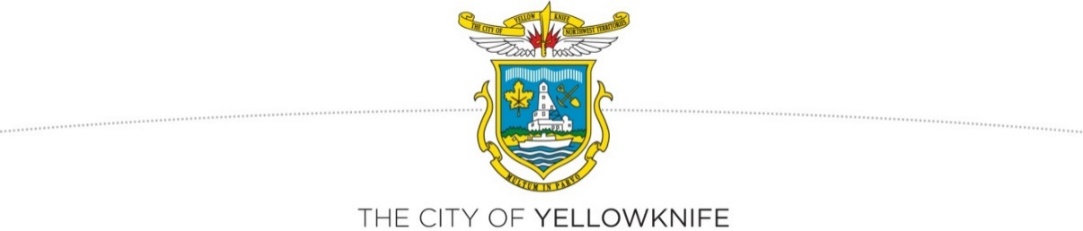 THE CITY OF YELLOW KNIFE NORTHWEST TERRITORIES
MULTUM IN PARVO
THE CITY OF YELLOWKNIFE